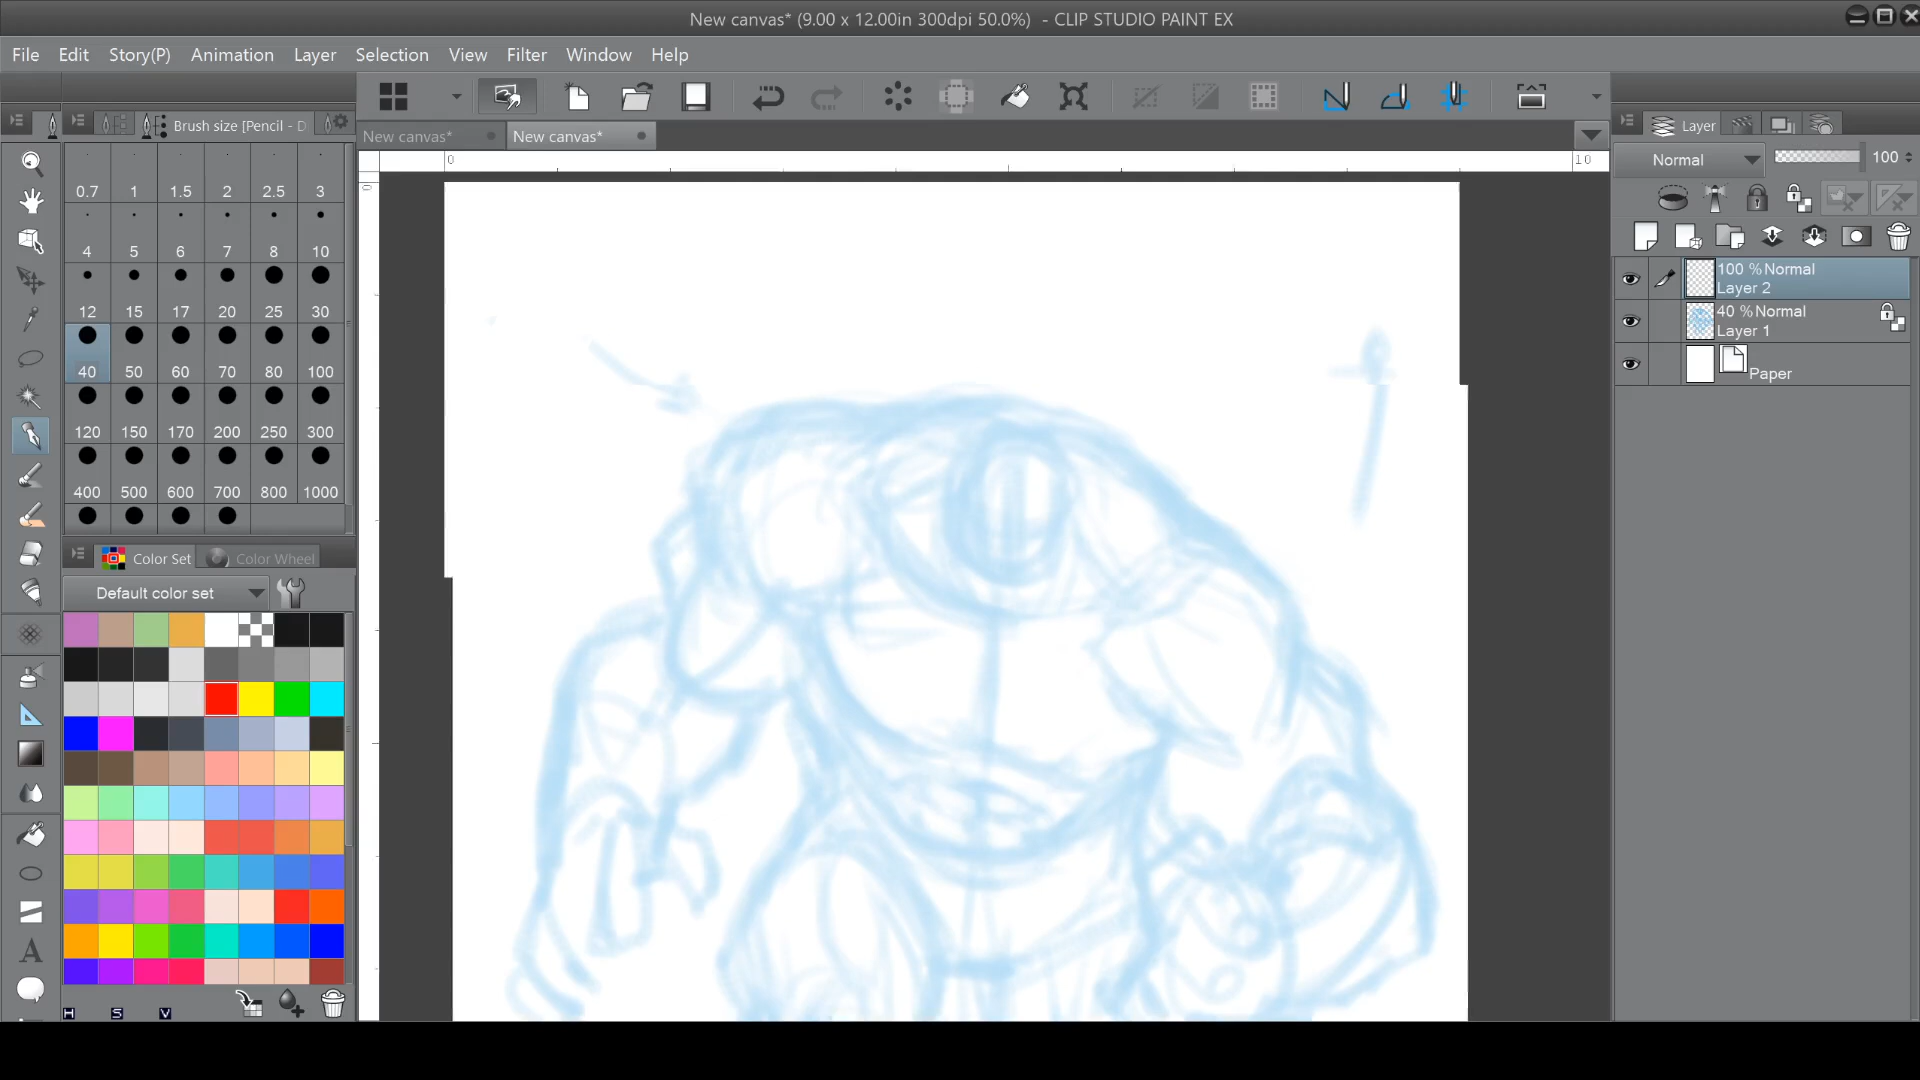 New canvas* (9.00 x 12.00in 300dpi 50.0%) - CLIP STUDIO PAINT EX
File Edit Story(P) Animation Layer Selection View Filter Window Help
Brush size [Pencil - D
New canvas*
New canvas*
Layer
0
10
0
Normal
100
0.7 1 1.5 2 2.5 3
4 5 6 7 8 10
12 15 17 20 25 30
40 50 60 70 80 100
120 150 170 200 250 300
400 500 600 700 800 1000
100 %Normal
Layer 2
40 %Normal
Layer 1
Paper
Color Set
Color Wheel
Default color set
A
H S V